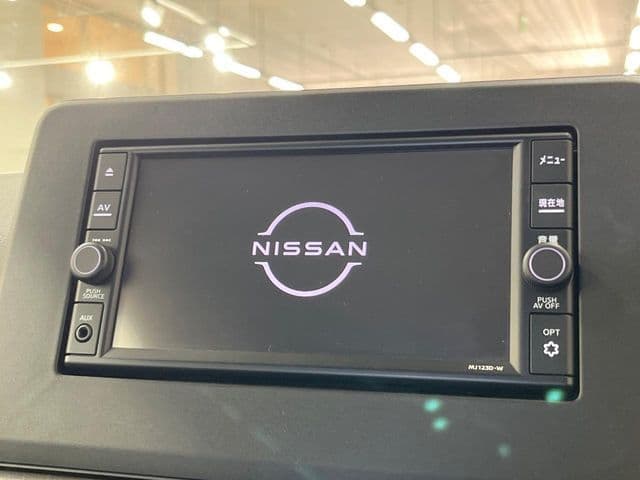 AV
PUSH
SOURCE
AUX
NISSAN
メニュー
現在地
音量
PUSH
AV OFF
OPT
MJ123D-W